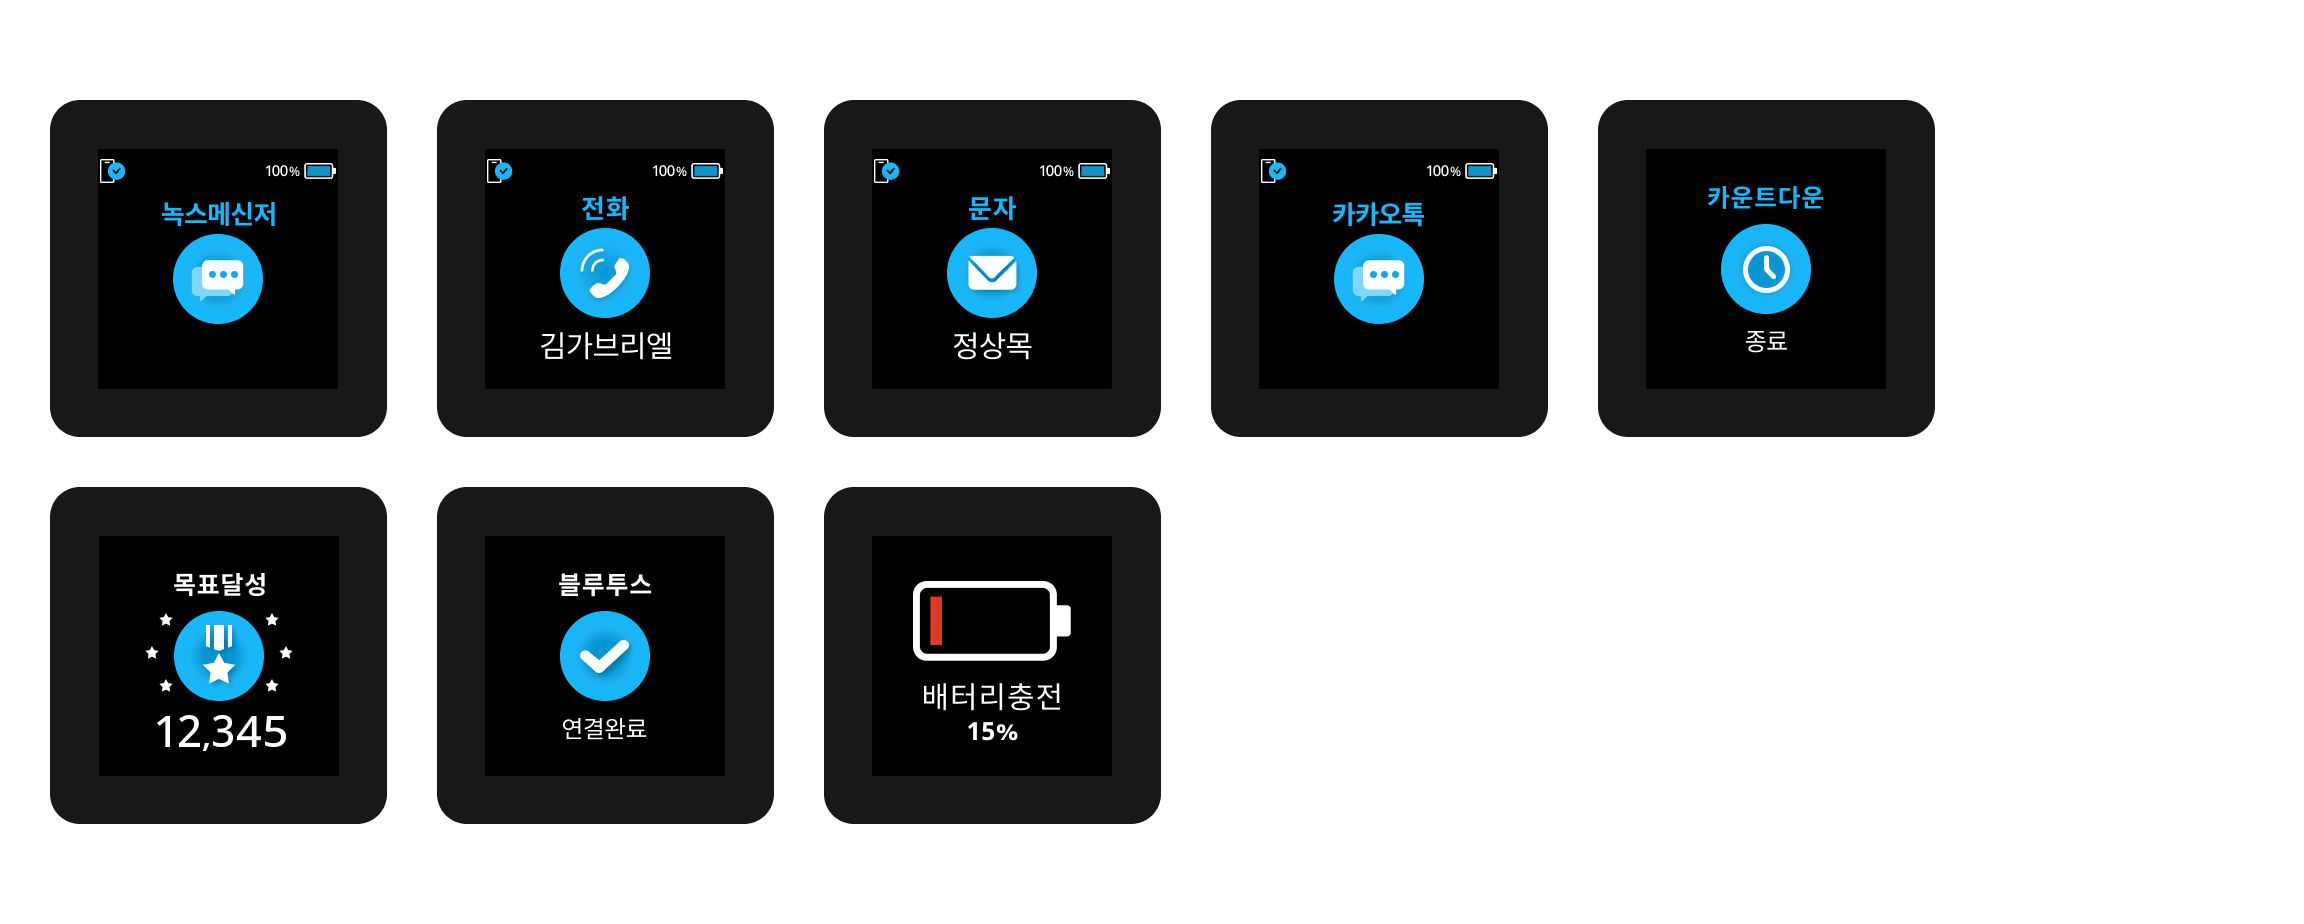 100%
녹스메신저
100%
전화
김가브리엘
100%
문자
정상목
100%
카카오톡
카운트다운
종료
목표달성
12,345
블루투스
연결완료
배터리충전
15%